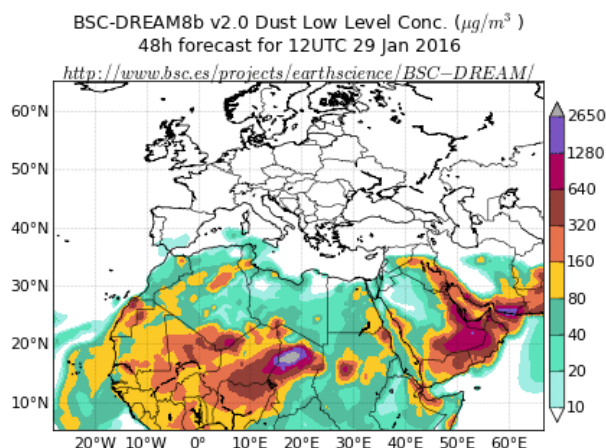 BSC-DREAM8b v2.0 Dust Low Level Conc. (μg/m³ )
48h forecast for 12UTC 29 Jan 2016
http://www.bsc.es/projects/earthscience/BSC−DREAM/
60°N
50°N
40°N
30°N
20°N
10°N
20°W 10°W 0° 10°E 20°E 30°E 40°E 50°E 60°E
2650
1280
640
320
160
80
40
20
10